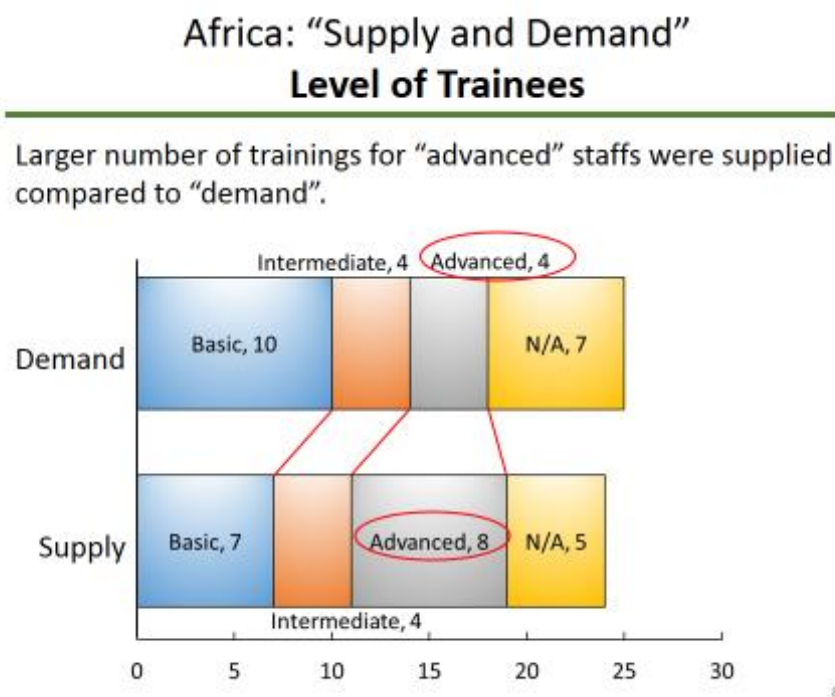 Africa: “Supply and Demand”
Level of Trainees
Larger number of trainings for “advanced” staffs were supplied
compared to “demand”.
Intermediate, 4 Advanced, 4
Demand Basic, 10 N/A, 7
Supply Basic, 7 Advanced, 8 N/A, 5
Intermediate, 4
0 5 10 15 20 25 30